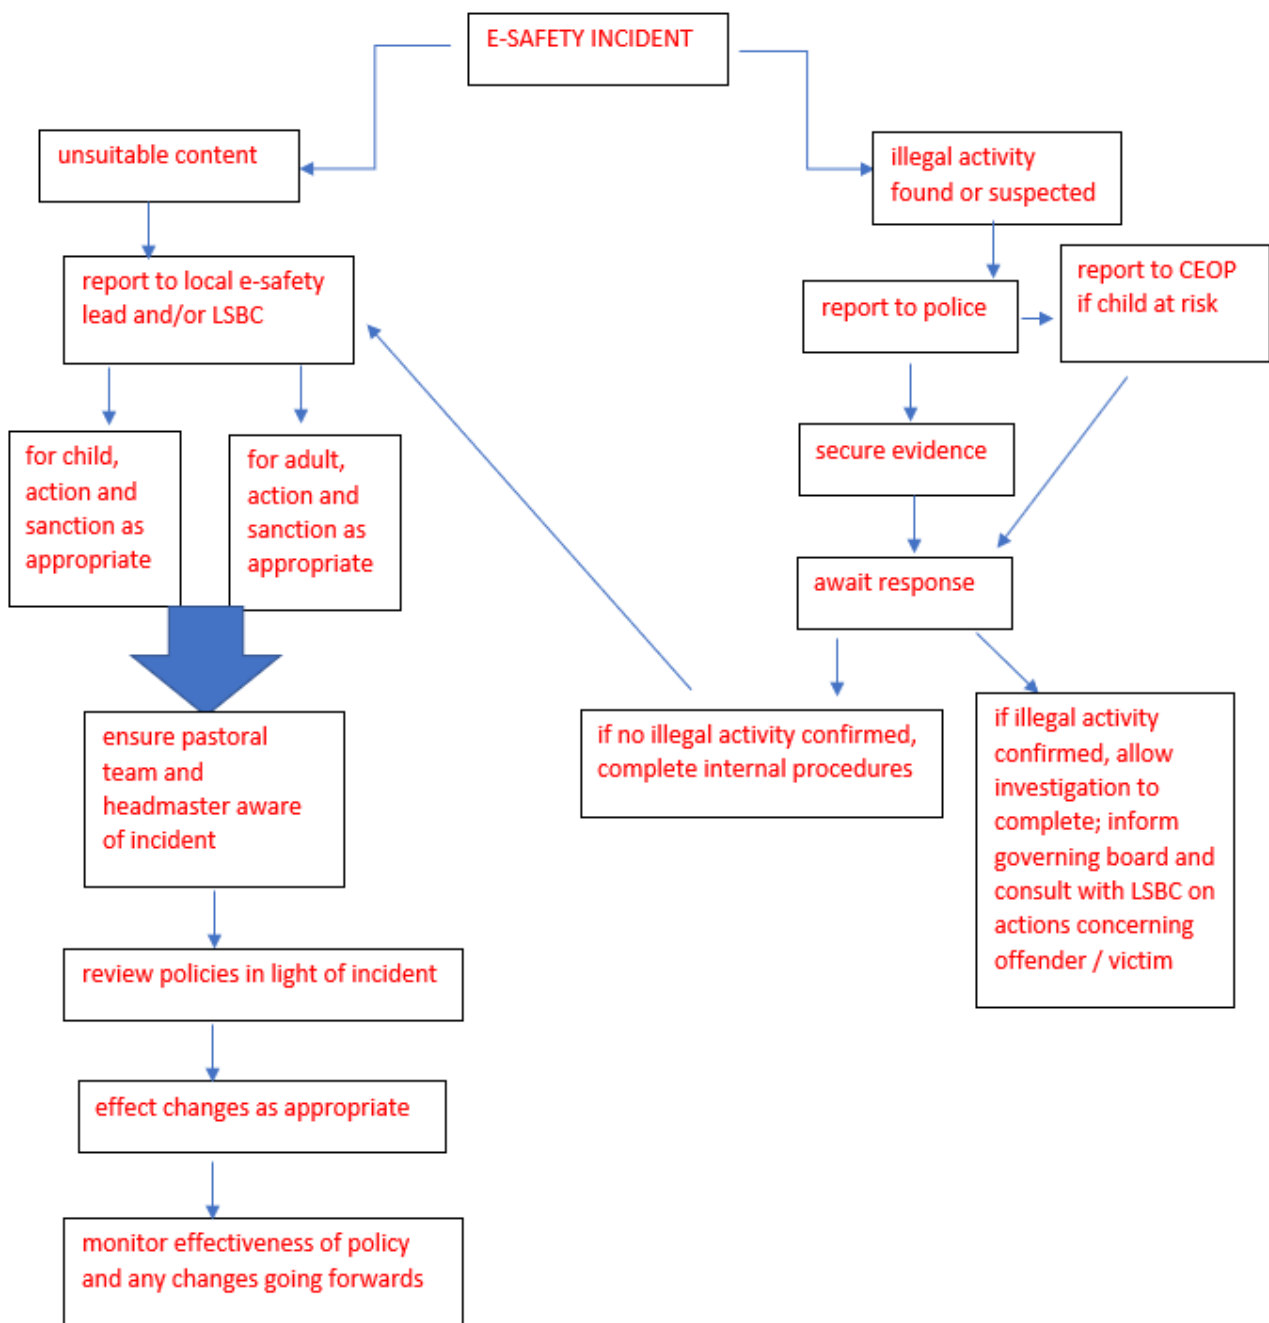 E-SAFETY INCIDENT
unsuitable content
illegal activity
found or suspected
report to local e-safety
lead and/or LSBC
report to police
report to CEOP
if child at risk
for child,
action and
sanction as
appropriate
for adult,
action and
sanction as
appropriate
secure evidence
await response
ensure pastoral
team and
headmaster aware
of incident
if no illegal activity confirmed,
complete internal procedures
if illegal activity
confirmed, allow
investigation to
complete; inform
governing board and
consult with LSBC on
actions concerning
offender / victim
review policies in light of incident
effect changes as appropriate
monitor effectiveness of policy
and any changes going forwards